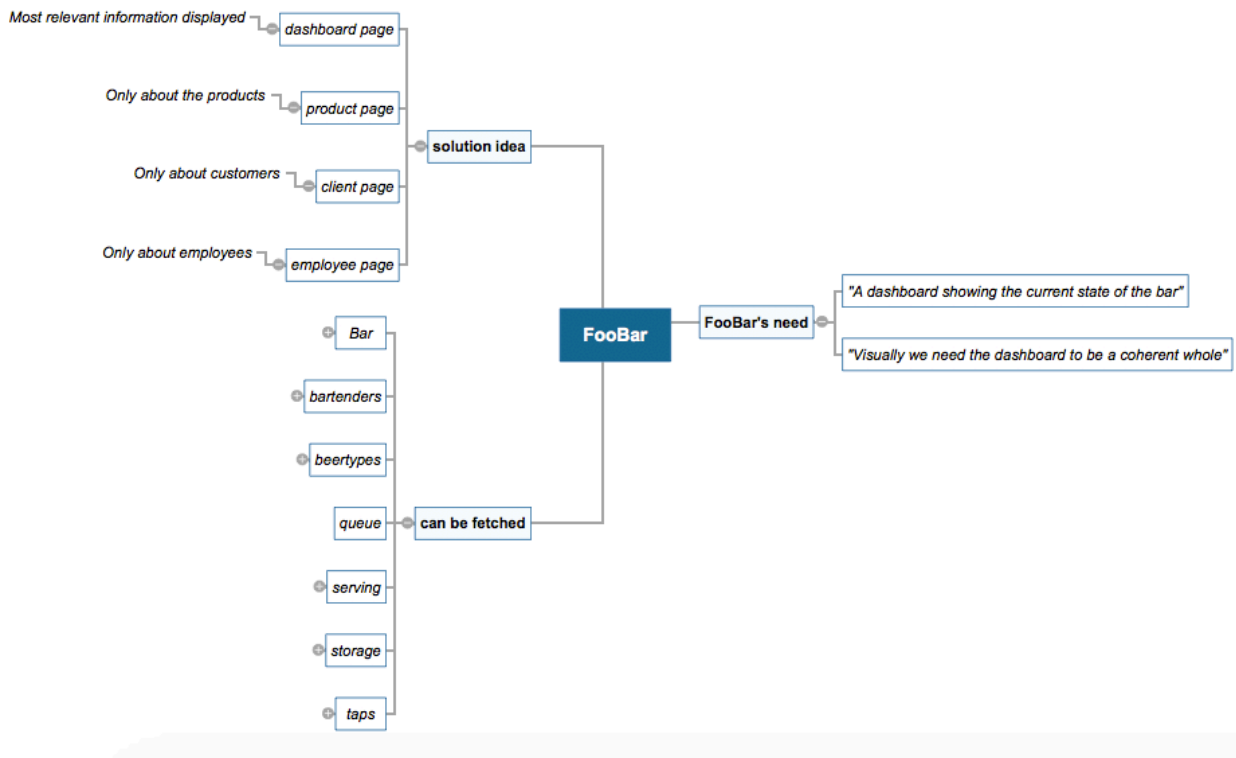 Most relevant information displayed
dashboard page
Only about the products
product page
solution idea
Only about customers
client page
Only about employees
employee page
FooBar
FooBar's need
"A dashboard showing the current state of the bar"
"Visually we need the dashboard to be a coherent whole"
Bar
bartenders
beertypes
queue
can be fetched
serving
storage
taps